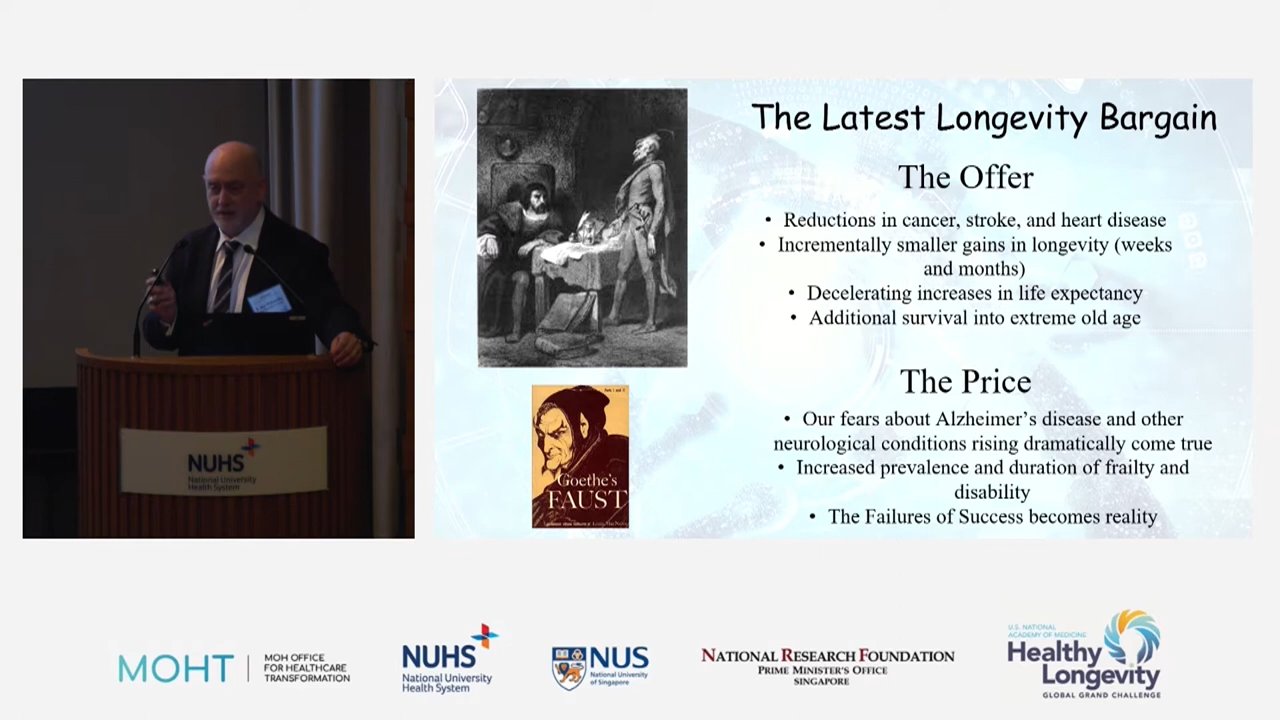 NUHS
National University
Health System
The Latest Longevity Bargain
The Offer
• Reductions in cancer, stroke, and heart disease
• Incrementally smaller gains in longevity (weeks
and months)
• Decelerating increases in life expectancy
• Additional survival into extreme old age
The Price
• Our fears about Alzheimer's disease and other
neurological conditions rising dramatically come true
• Increased prevalence and duration of frailty and
disability
• The Failures of Success becomes reality
Goethe's
FAUST
MOHT
MOH OFFICE
FOR HEALTHCARE
TRANSFORMATION
NUHS
National University
Health System
NUS
National University
of Singapore
NATIONAL RESEARCH FOUNDATION
PRIME MINISTER'S OFFICE
SINGAPORE
U.S. NATIONAL
ACADEMY OF MEDICINE
Healthy
Longevity
GLOBAL GRAND CHALLENGE